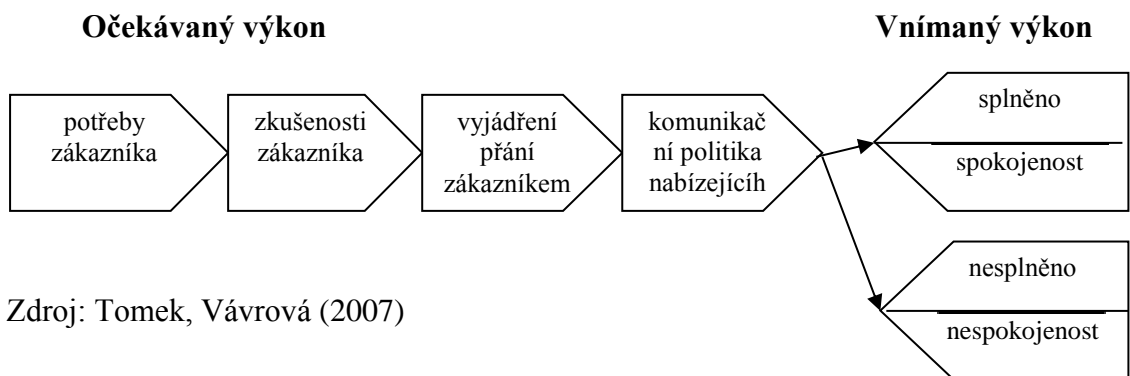 Očekávaný výkon
Vnímaný výkon
potřeby
zákazníka
zkušenosti
zákazníka
vyjádření
přání
zákazníkem
komunikač
ní politika
nabízejícíh
splněno
spokojenost
nesplněno
nespokojenost
Zdroj: Tomek, Vávrová (2007)